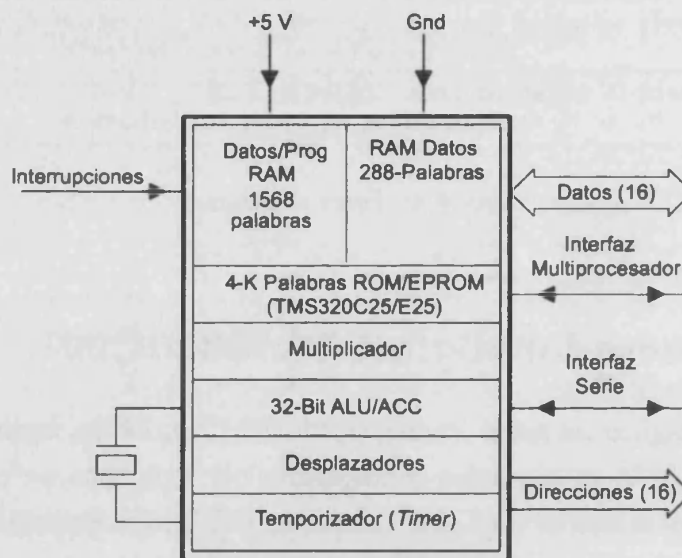 +5 V
Gnd
Datos/Prog
RAM
1568
palabras
RAM Datos
288-Palabras
Interrupciones
Datos (16)
Interfaz
Multiprocesador
4-K Palabras ROM/EPROM
(TMS320C25/E25)
Multiplicador
32-Bit ALU/ACC
Interfaz
Serie
Desplazadores
Direcciones (16)
Temporizador (Timer)